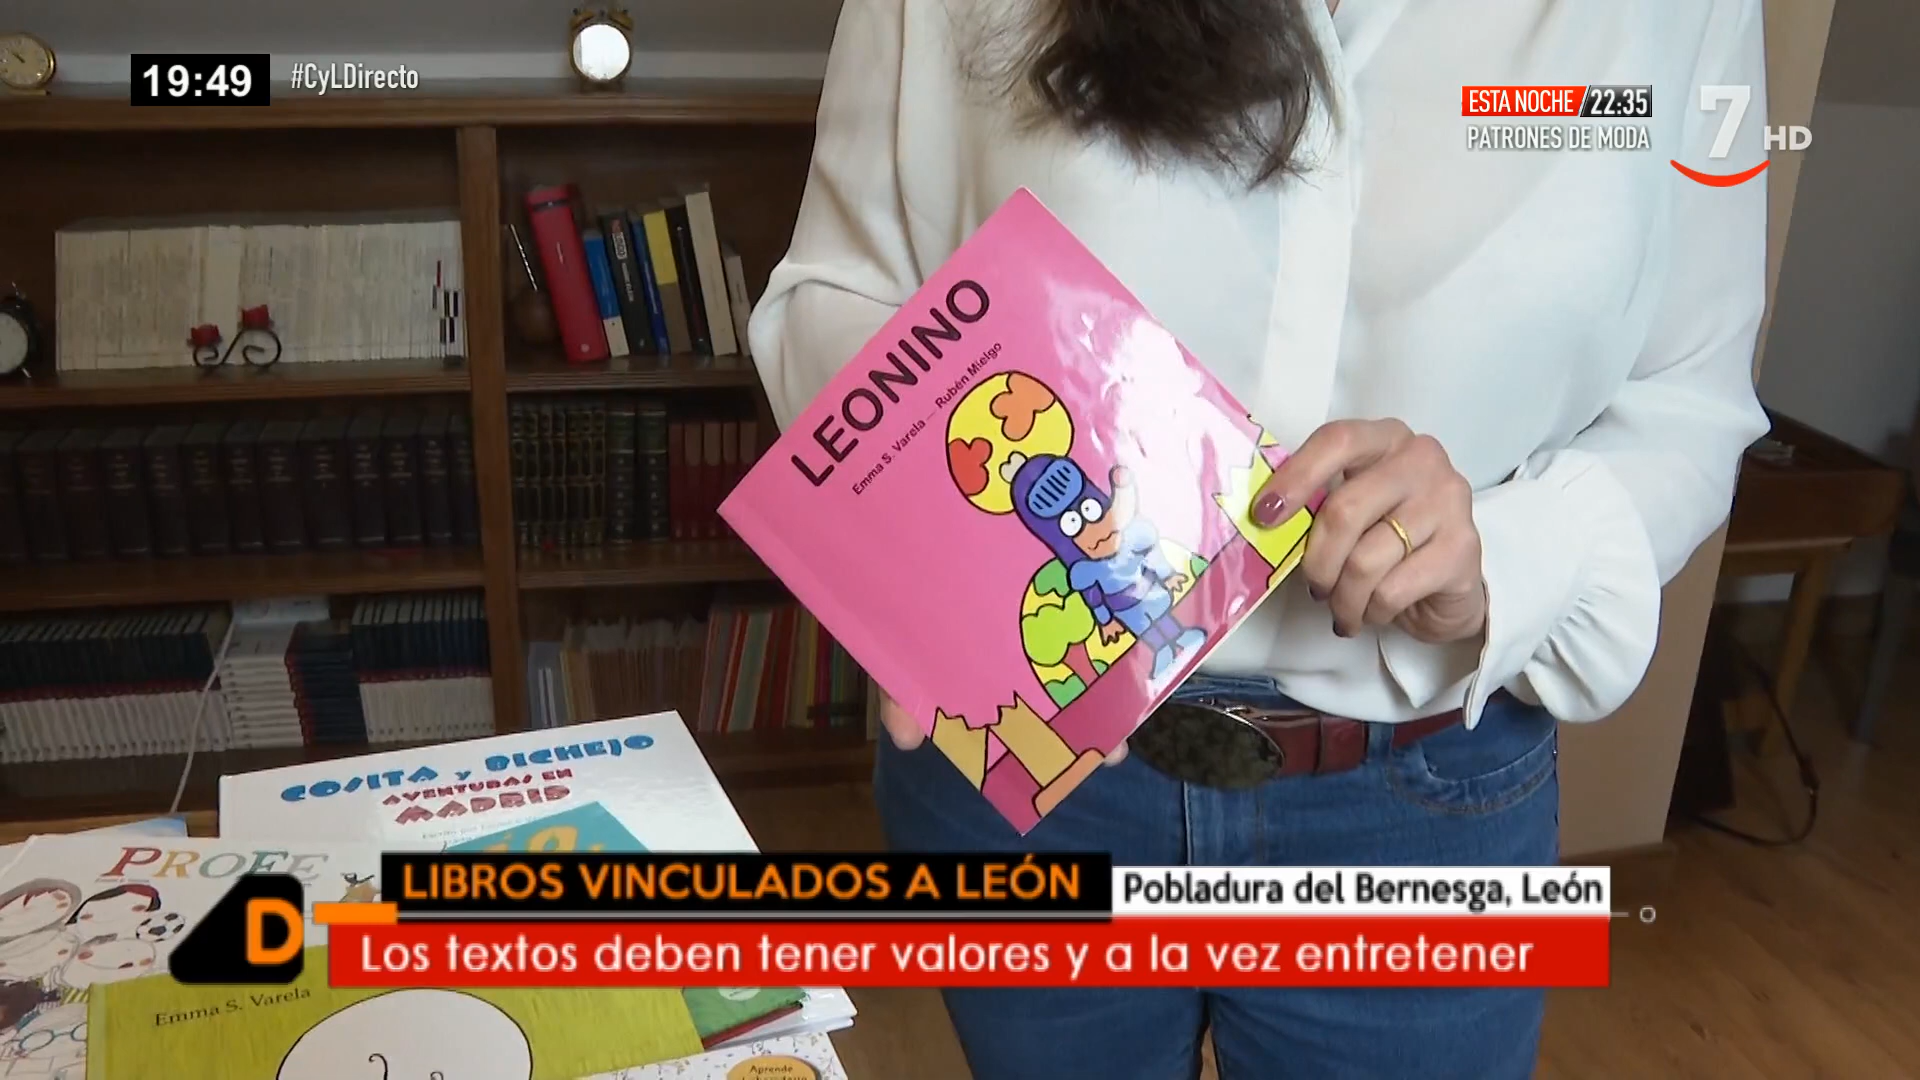 19:49
#CyLDirecto
ESTA NOCHE 22:35
PATRONES DE MODA
7 HD
LEONINO
Emma S. Varela — Rubén Mielgo
COSITA y BICHEJO
AVENTURAS EN
MADRID
PROFE
D
LIBROS VINCULADOS A LEÓN
Pobladura del Bernesga, León
Los textos deben tener valores y a la vez entretener
Emma S. Varela
Aprende